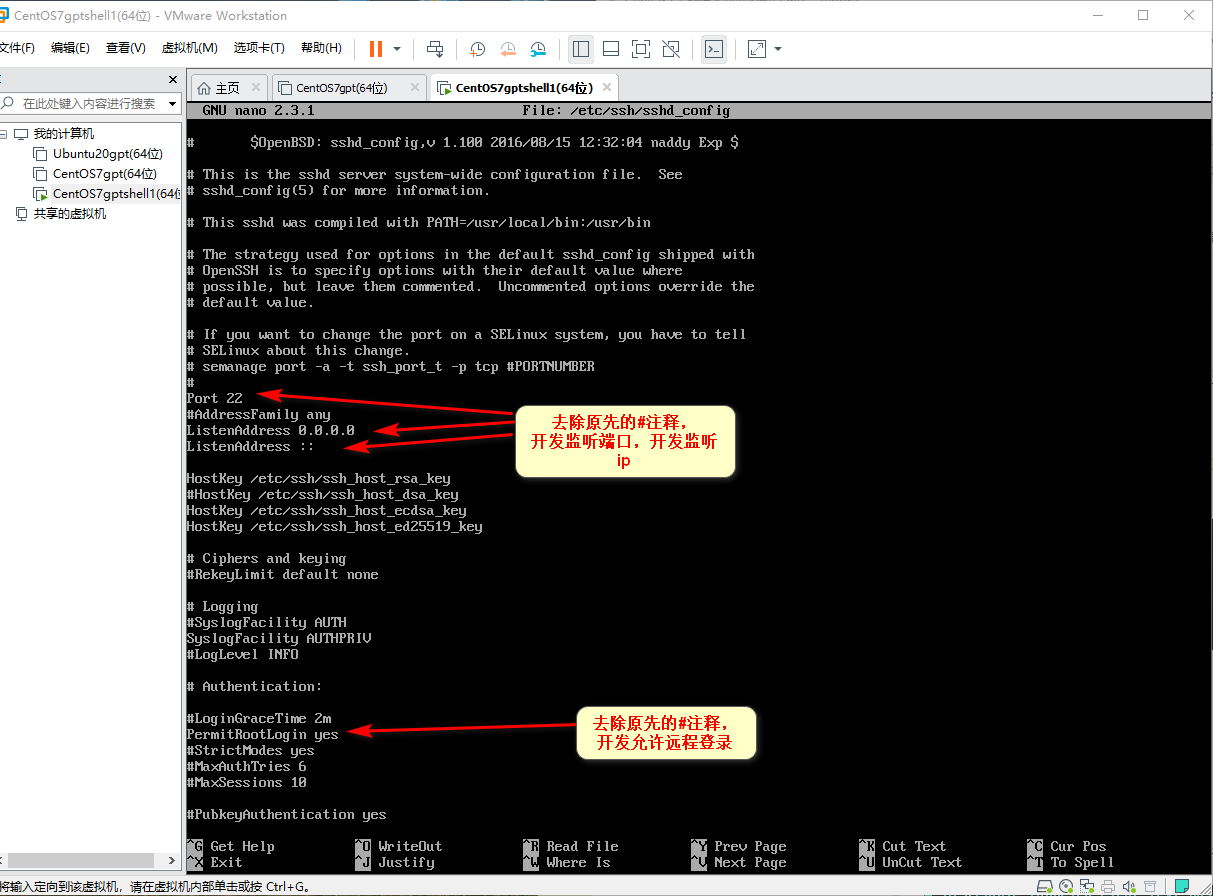 CentOS7gptshell1(64位) - VMware Workstation
文件(F) 编辑(E) 查看(V) 虚拟机(M) 选项卡(T) 帮助(H)
在此处键入内容进行搜索
我的计算机
Ubuntu20gpt(64位)
CentOS7gpt(64位)
CentOS7gptshell1(64位
共享的虚拟机
主页 CentOS7gpt(64位) CentOS7gptshell1(64位)
GNU nano 2.3.1 File: /etc/ssh/sshd_config
# $OpenBSD: sshd_config,v 1.100 2016/08/15 12:32:04 naddy Exp $
# This is the sshd server system-wide configuration file. See
# sshd_config(5) for more information.
# This sshd was compiled with PATH=/usr/local/bin:/usr/bin
# The strategy used for options in the default sshd_config shipped with
# OpenSSH is to specify options with their default value where
# possible, but leave them commented. Uncommented options override the
# default value.
# If you want to change the port on a SELinux system, you have to tell
# SELinux about this change.
# semanage port -a -t ssh_port_t -p tcp #PORTNUMBER
#
Port 22
#AddressFamily any
ListenAddress 0.0.0.0
ListenAddress ::
去除原先的#注释，
开发监听端口，开发监听
ip
HostKey /etc/ssh/ssh_host_rsa_key
#HostKey /etc/ssh/ssh_host_dsa_key
HostKey /etc/ssh/ssh_host_ecdsa_key
HostKey /etc/ssh/ssh_host_ed25519_key
# Ciphers and keying
#RekeyLimit default none
# Logging
#SyslogFacility AUTH
SyslogFacility AUTHPRIV
#LogLevel INFO
# Authentication:
#LoginGraceTime 2m
PermitRootLogin yes
#StrictModes yes
#MaxAuthTries 6
#MaxSessions 10
去除原先的#注释，
开发允许远程登录
#PubkeyAuthentication yes
^G Get Help ^O WriteOut ^R Read File ^Y Prev Page ^K Cut Text ^C Cur Pos
^X Exit ^J Justify ^W Where Is ^V Next Page ^U UnCut Text ^T To Spell
将输入定向到该虚拟机，请在虚拟机内部单击或按 Ctrl+G。